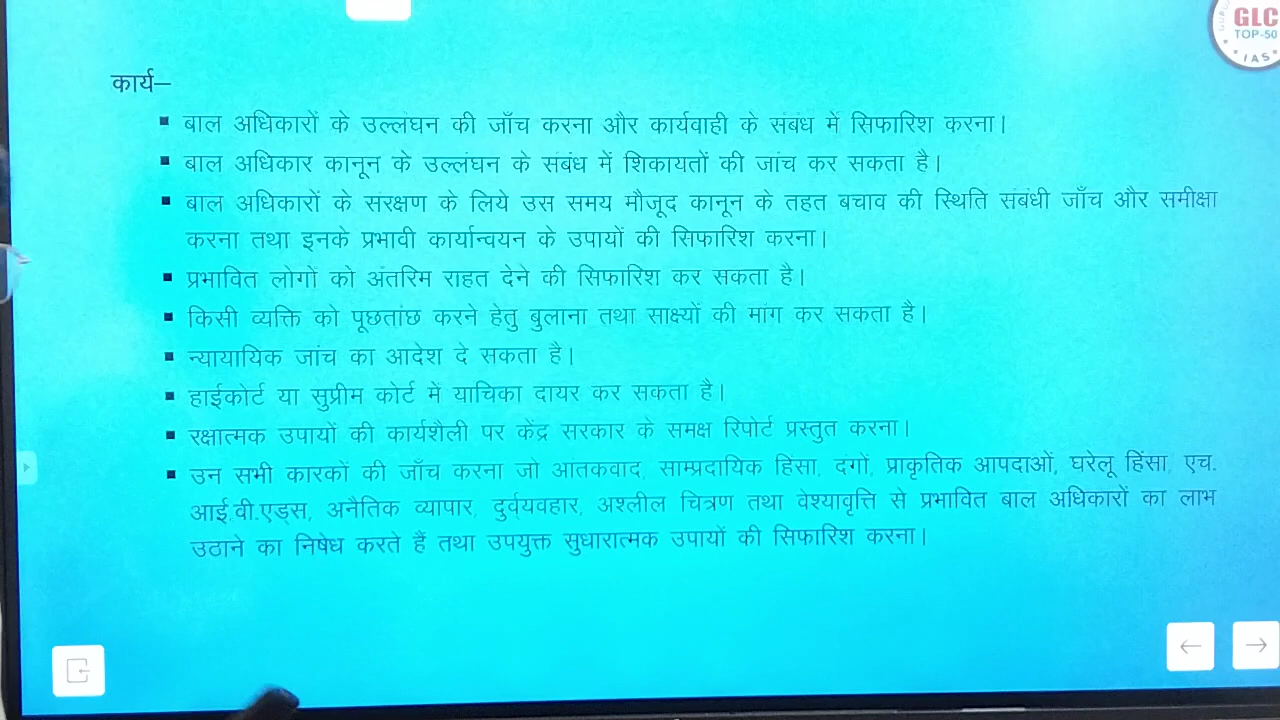 GLC
TOP-50
IAS
कार्य–
▪ बाल अधिकारों के उल्लंघन की जाँच करना और कार्यवाही के संबंध में सिफारिश करना।
▪ बाल अधिकार कानून के उल्लंघन के संबंध में शिकायतों की जांच कर सकता है।
▪ बाल अधिकारों के संरक्षण के लिये उस समय मौजूद कानून के तहत बचाव की स्थिति संबंधी जाँच और समीक्षा
करना तथा इनके प्रभावी कार्यान्वयन के उपायों की सिफारिश करना।
▪ प्रभावित लोगों को अंतरिम राहत देने की सिफारिश कर सकता है।
▪ किसी व्यक्ति को पूछतांछ करने हेतु बुलाना तथा साक्ष्यों की मांग कर सकता है।
▪ न्यायायिक जांच का आदेश दे सकता है।
▪ हाईकोर्ट या सुप्रीम कोर्ट में याचिका दायर कर सकता है।
▪ रक्षात्मक उपायों की कार्यशैली पर केंद्र सरकार के समक्ष रिपोर्ट प्रस्तुत करना।
▪ उन सभी कारकों की जाँच करना जो आतकवाद, साम्प्रदायिक हिंसा, दंगों, प्राकृतिक आपदाओं, घरेलू हिंसा, एच.
आई.वी.एड्स, अनैतिक व्यापार, दुर्व्यवहार, अश्लील चित्रण तथा वेश्यावृत्ति से प्रभावित बाल अधिकारों का लाभ
उठाने का निषेध करते हैं तथा उपयुक्त सुधारात्मक उपायों की सिफारिश करना।